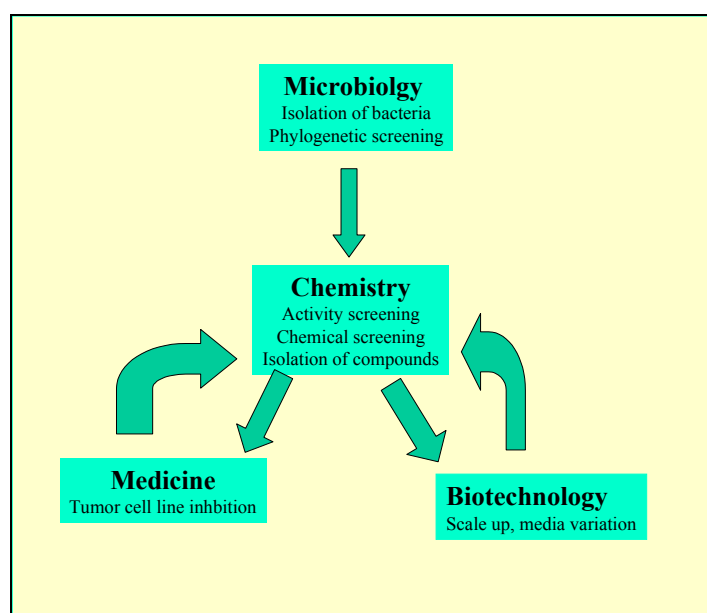 Microbiolgy
Isolation of bacteria
Phylogenetic screening
Chemistry
Activity screening
Chemical screening
Isolation of compounds
Medicine
Tumor cell line inhbition
Biotechnology
Scale up, media variation